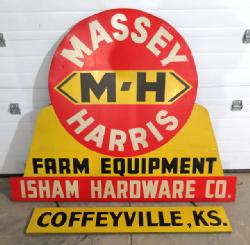 MASSEY
M-H
HARRIS
FARM EQUIPMENT
ISHAM HARDWARE CO.
COFFEYVILLE, KS.